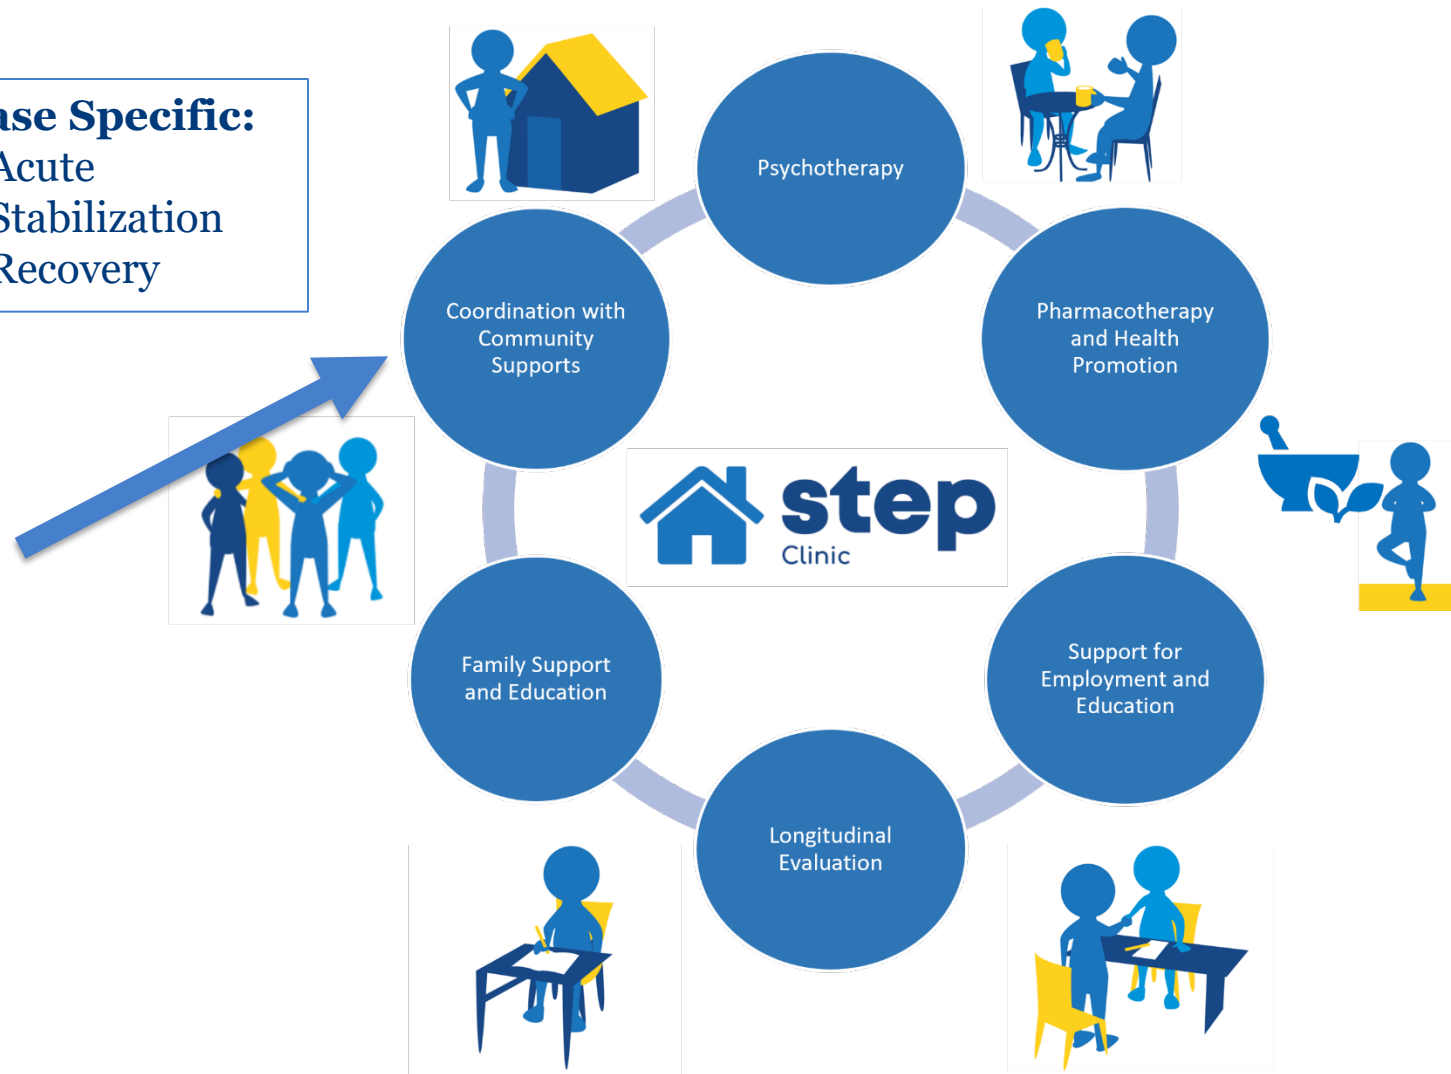 ase Specific:
Acute
Stabilization
Recovery
Psychotherapy
Coordination with
Community
Supports
Pharmacotherapy
and Health
Promotion
step
Clinic
Family Support
and Education
Support for
Employment and
Education
Longitudinal
Evaluation